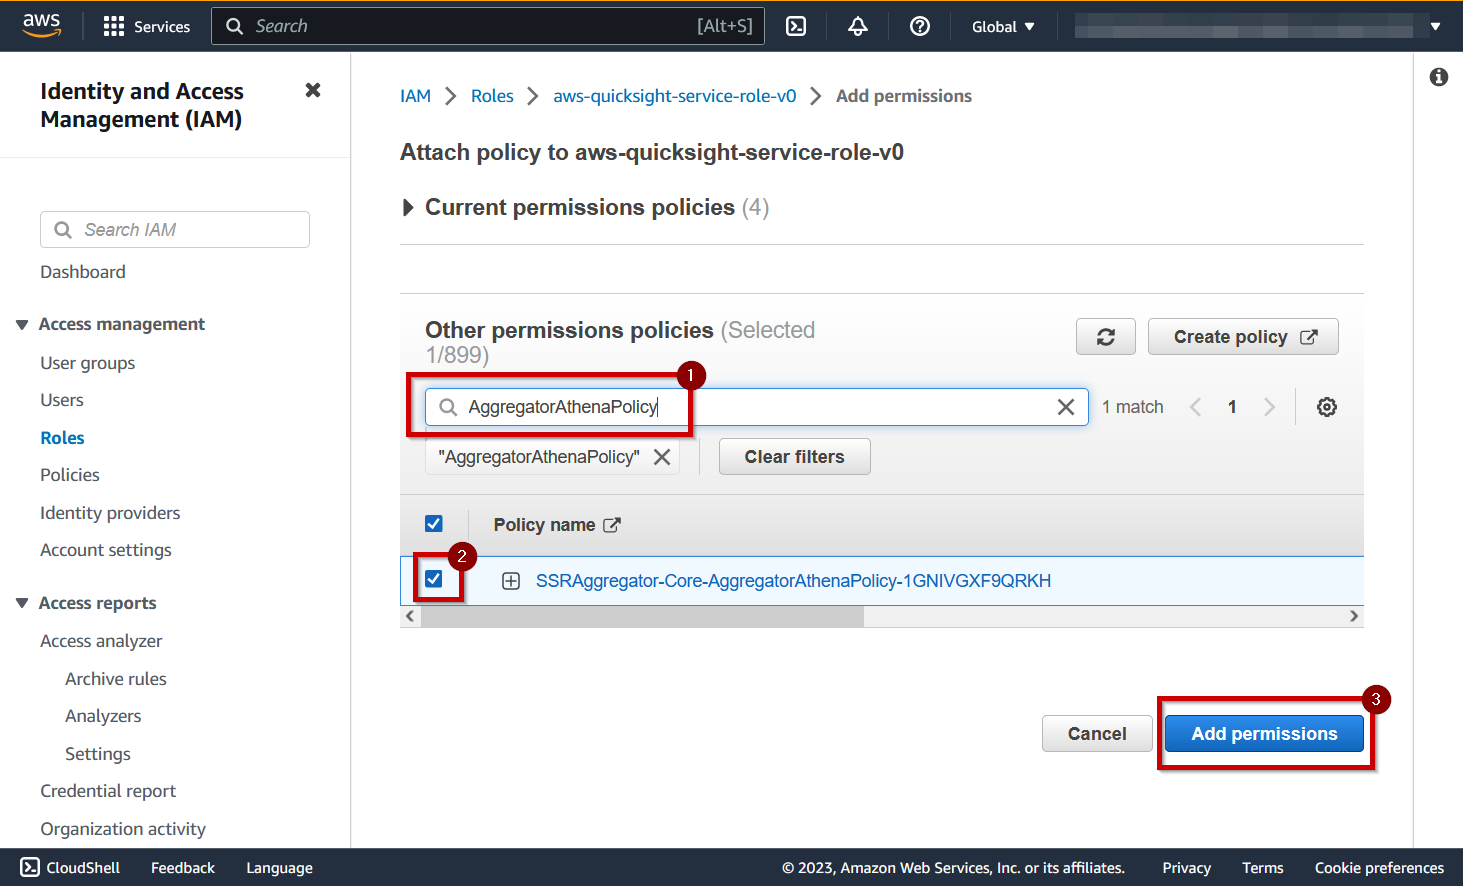 aws
Services
Search
[Alt+S]
Global
Identity and Access
Management (IAM)
Search IAM
Dashboard
Access management
User groups
Users
Roles
Policies
Identity providers
Account settings
Access reports
Access analyzer
Archive rules
Analyzers
Settings
Credential report
Organization activity
IAM
Roles
aws-quicksight-service-role-v0
Add permissions
Attach policy to aws-quicksight-service-role-v0
Current permissions policies (4)
Other permissions policies (Selected
1/899)
Create policy
1
AggregatorAthenaPolicy
1 match
1
"AggregatorAthenaPolicy"
Clear filters
Policy name
2
SSRAggregator-Core-AggregatorAthenaPolicy-1GNIVGXF9QRKH
3
Cancel
Add permissions
CloudShell
Feedback
Language
© 2023, Amazon Web Services, Inc. or its affiliates.
Privacy
Terms
Cookie preferences